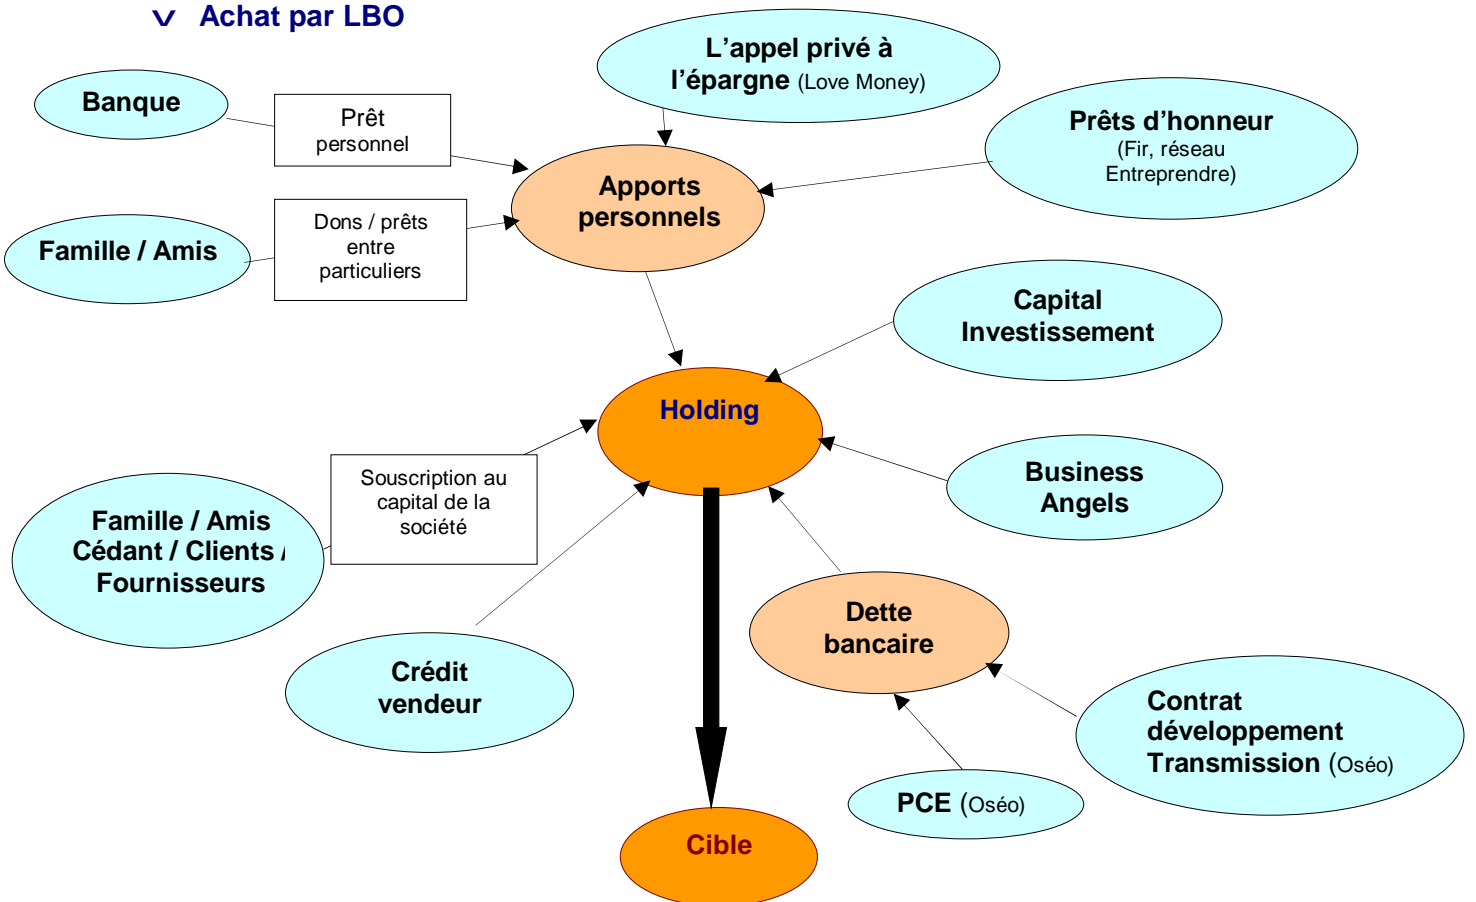 v Achat par LBO
L'appel privé à
l'épargne (Love Money)
Banque
Prêt
personnel
Prêts d'honneur
(Fir, réseau
Entreprendre)
Apports
personnels
Famille / Amis
Dons / prêts
entre
particuliers
Capital
Investissement
Holding
Business
Angels
Souscription au
capital de la
société
Famille / Amis
Cédant / Clients /
Fournisseurs
Dette
bancaire
Crédit
vendeur
Contrat
développement
Transmission (Oséo)
PCE (Oséo)
Cible